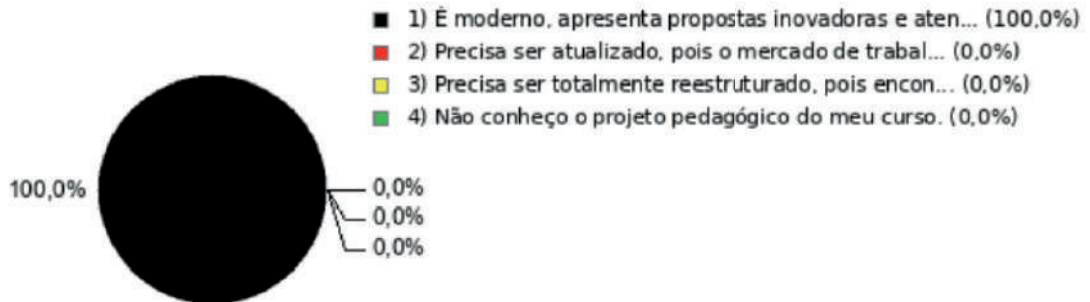 1) É moderno, apresenta propostas inovadoras e aten... (100,0%)
2) Precisa ser atualizado, pois o mercado de trabal... (0,0%)
3) Precisa ser totalmente reestruturado, pois encon... (0,0%)
4) Não conheço o projeto pedagógico do meu curso. (0,0%)
100,0%
0,0%
0,0%
0,0%